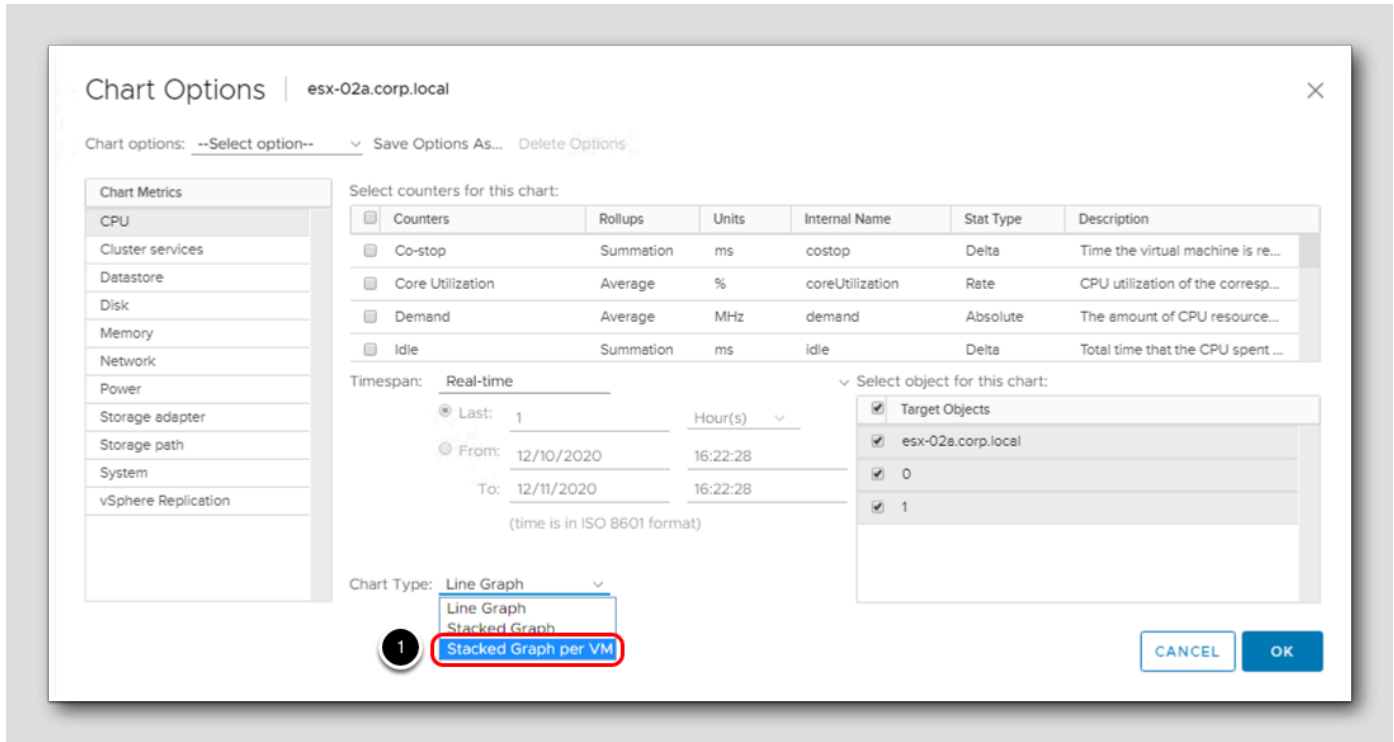 Chart Options | esx-02a.corp.local
Chart options: --Select option-- Save Options As... Delete Options
Chart Metrics
CPU
Cluster services
Datastore
Disk
Memory
Network
Power
Storage adapter
Storage path
System
vSphere Replication
Select counters for this chart:
Counters Rollups Units Internal Name Stat Type Description
Co-stop Summation ms costop Delta Time the virtual machine is re...
Core Utilization Average % coreUtilization Rate CPU utilization of the corresp...
Demand Average MHz demand Absolute The amount of CPU resource...
Idle Summation ms idle Delta Total time that the CPU spent ...
Timespan: Real-time
Last: 1 Hour(s)
From: 12/10/2020 16:22:28
To: 12/11/2020 16:22:28
(time is in ISO 8601 format)
Select object for this chart:
Target Objects
esx-02a.corp.local
0
1
Chart Type: Line Graph
Line Graph
Stacked Graph
1 Stacked Graph per VM
CANCEL OK